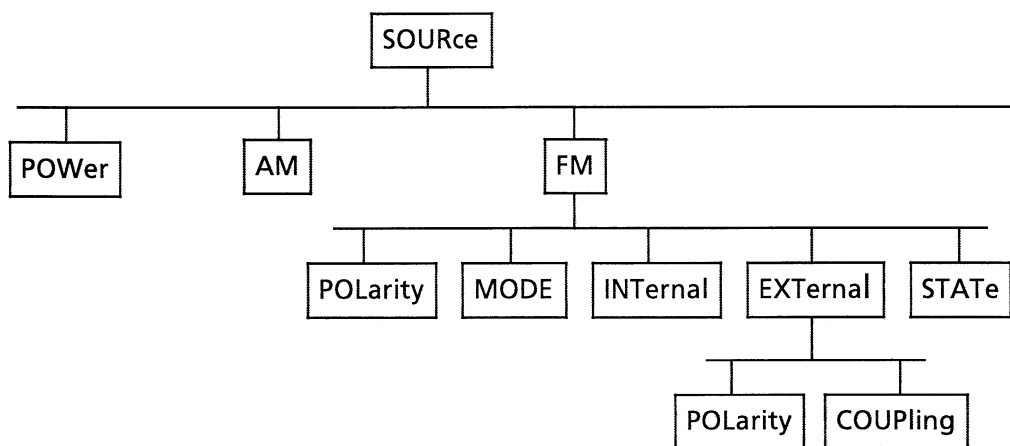 SOURce
POWer
AM
FM
POLarity
MODE
INTernal
EXTernal
STATe
POLarity
COUPling